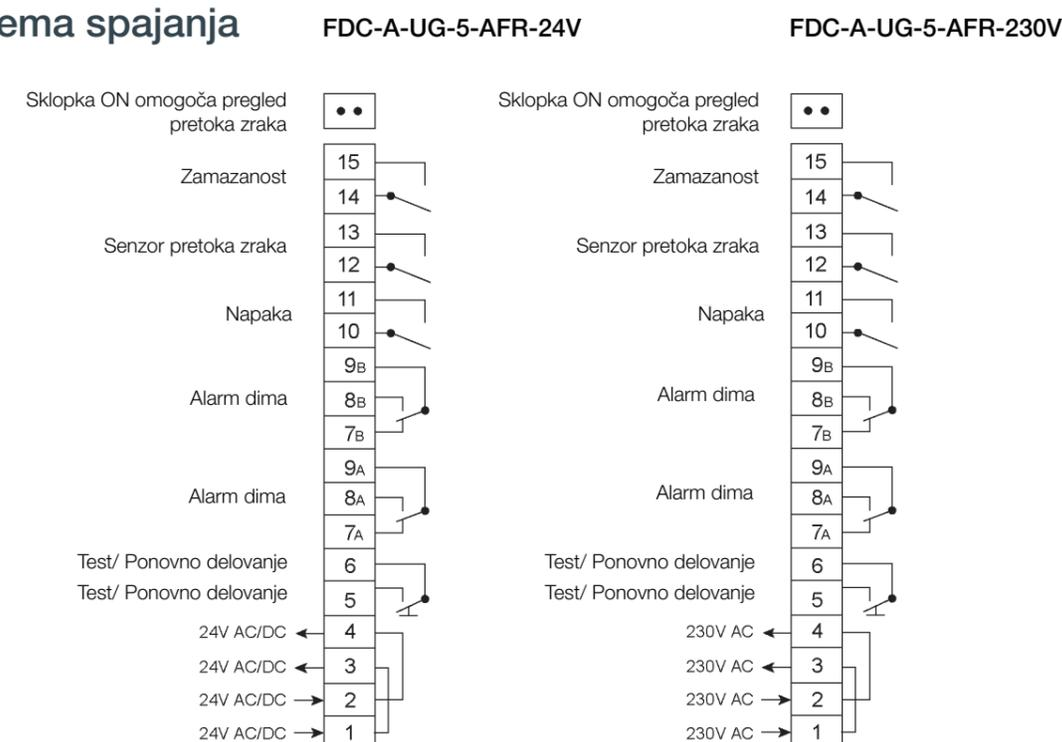 ema spajanja
FDC-A-UG-5-AFR-24V
FDC-A-UG-5-AFR-230V
Sklopka ON omogoča pregled
pretoka zraka
15
Zamazanost
14
13
Senzor pretoka zraka
12
11
Napaka
10
9B
Alarm dima
8B
7B
9A
Alarm dima
8A
7A
Test/ Ponovno delovanje
6
Test/ Ponovno delovanje
5
24V AC/DC
4
24V AC/DC
3
24V AC/DC
2
24V AC/DC
1
Sklopka ON omogoča pregled
pretoka zraka
15
Zamazanost
14
13
Senzor pretoka zraka
12
11
Napaka
10
9B
Alarm dima
8B
7B
9A
Alarm dima
8A
7A
Test/ Ponovno delovanje
6
Test/ Ponovno delovanje
5
230V AC
4
230V AC
3
230V AC
2
230V AC
1